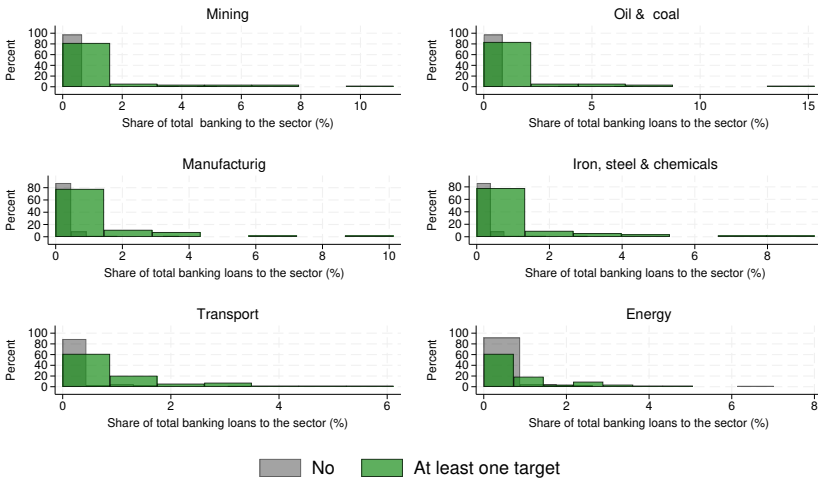 Mining
Percent
100
80
60
40
20
0
0 2 4 6 8 10
Share of total banking to the sector (%)
Oil & coal
Percent
100
80
60
40
20
0
0 5 10 15
Share of total banking loans to the sector (%)
Manufacturig
Percent
80
60
40
20
0
0 2 4 6 8 10
Share of total banking loans to the sector (%)
Iron, steel & chemicals
Percent
80
60
40
20
0
0 2 4 6 8
Share of total banking loans to the sector (%)
Transport
Percent
100
80
60
40
20
0
0 2 4 6
Share of total banking loans to the sector (%)
Energy
Percent
100
80
60
40
20
0
0 2 4 6 8
Share of total banking loans to the sector (%)
No At least one target